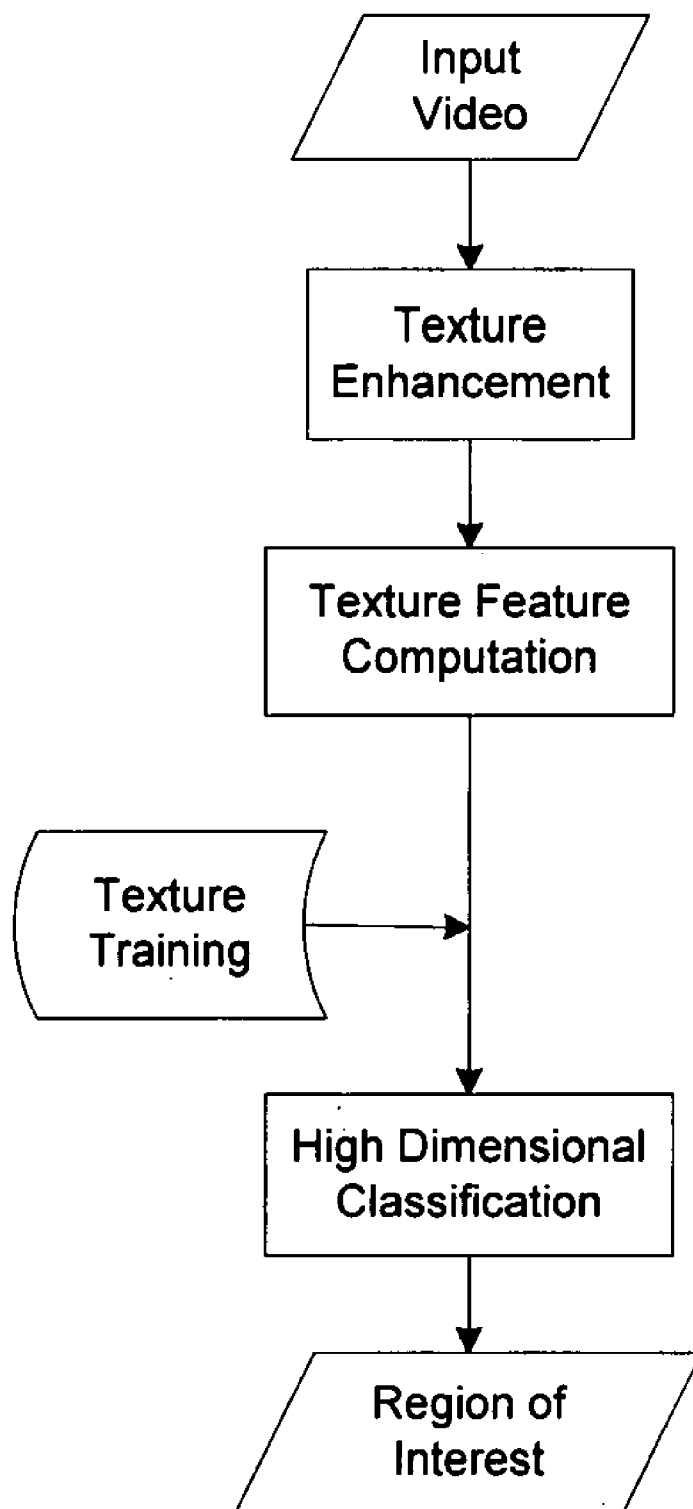 Input
Video
Texture
Enhancement
Texture Feature
Computation
Texture
Training
High Dimensional
Classification
Region of
Interest